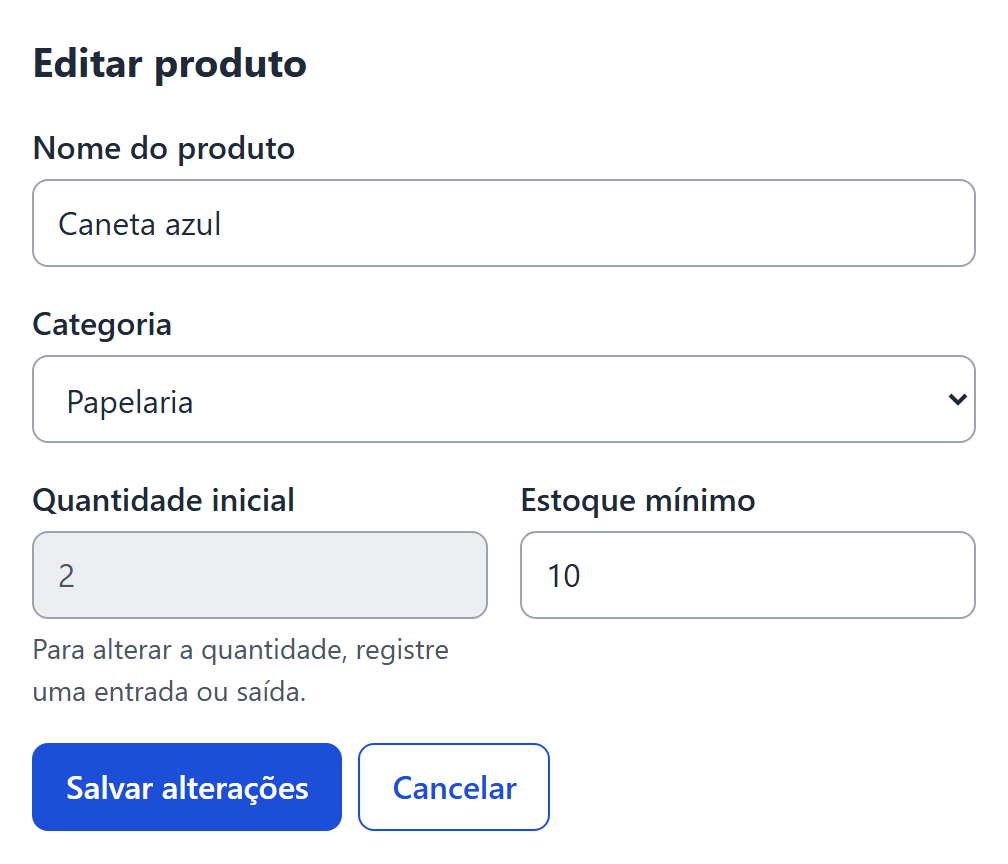 Editar produto
Nome do produto
Caneta azul
Categoria
Papelaria
Quantidade inicial
2
Para alterar a quantidade, registre
uma entrada ou saída.
Estoque mínimo
10
Salvar alterações
Cancelar